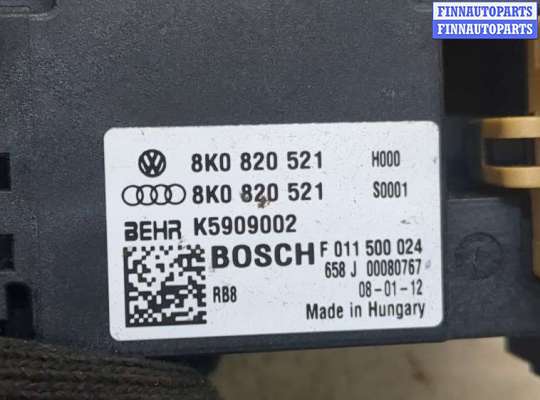 FINNAUTOPARTS
FINNAUTOPARTS
8K0 820 521 H000
8K0 820 521 S0001
BEHR K5909002
BOSCH F 011 500 024
658 J 00080767
RB8 08-01-12
Made in Hungary